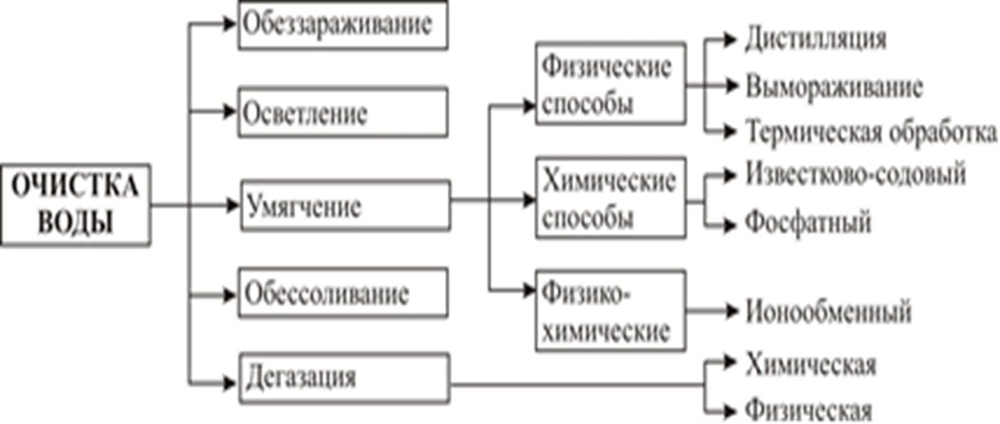 ОЧИСТКА
ВОДЫ
Обеззараживание
Осветление
Умягчение
Обессоливание
Дегазация
Физические
способы
Химические
способы
Физико-
химические
Дистилляция
Вымораживание
Термическая обработка
Известково-содовый
Фосфатный
Ионообменный
Химическая
Физическая